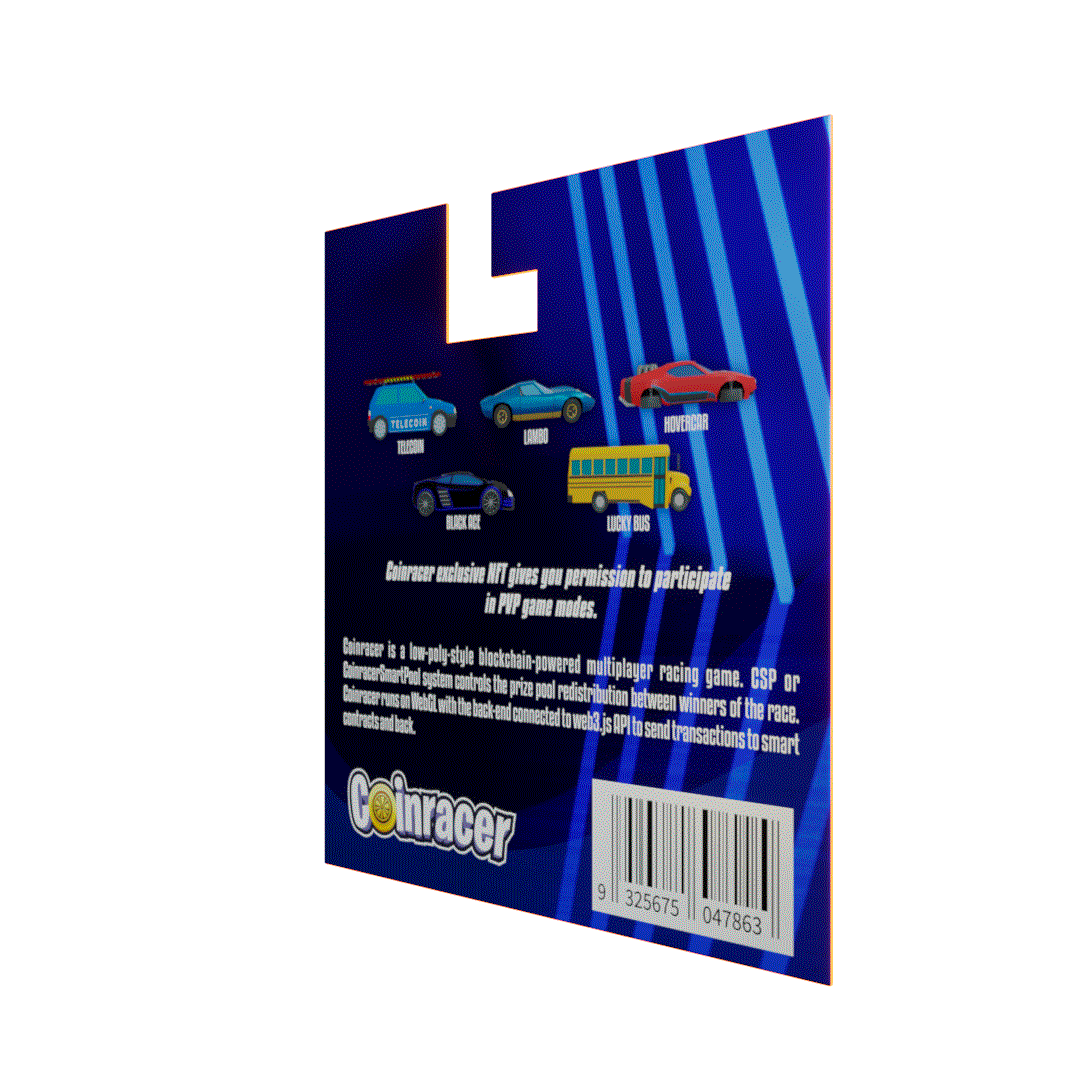 TELECOIN
TELECOIN
LAMBO
HOVERCAR
BLACK ACE
LUCKY BUS
Coinracer exclusive NFT gives you permission to participate
in PVP game modes.
Coinracer is a low-poly-style blockchain-powered multiplayer racing game. CSP or
CoinracerSmartPool system controls the prize pool redistribution between winners of the race.
Coinracer runs on WebGL with the back-end connected to web3.js API to send transactions to smart
contracts and back.
Coinracer
9 325675 047863